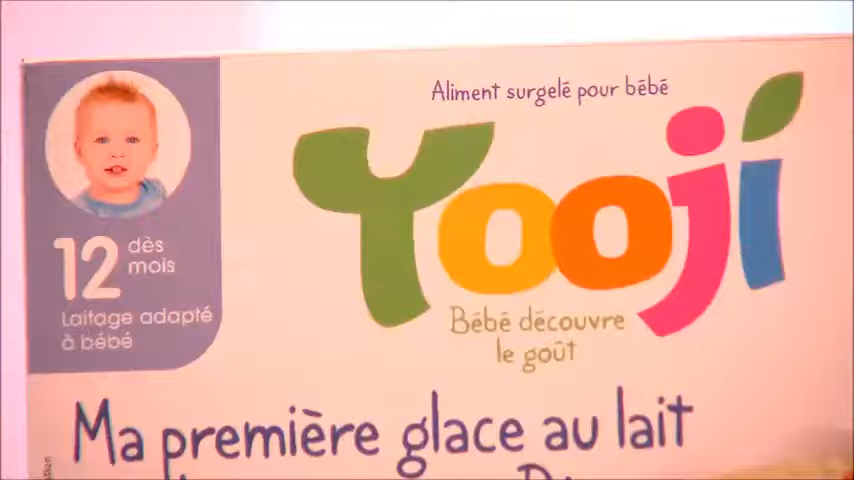 Aliment surgelé pour bébé
Yooji
Bébé découvre
le goût
12 dès
mois
Laitage adapté
à bébé
Ma première glace au lait